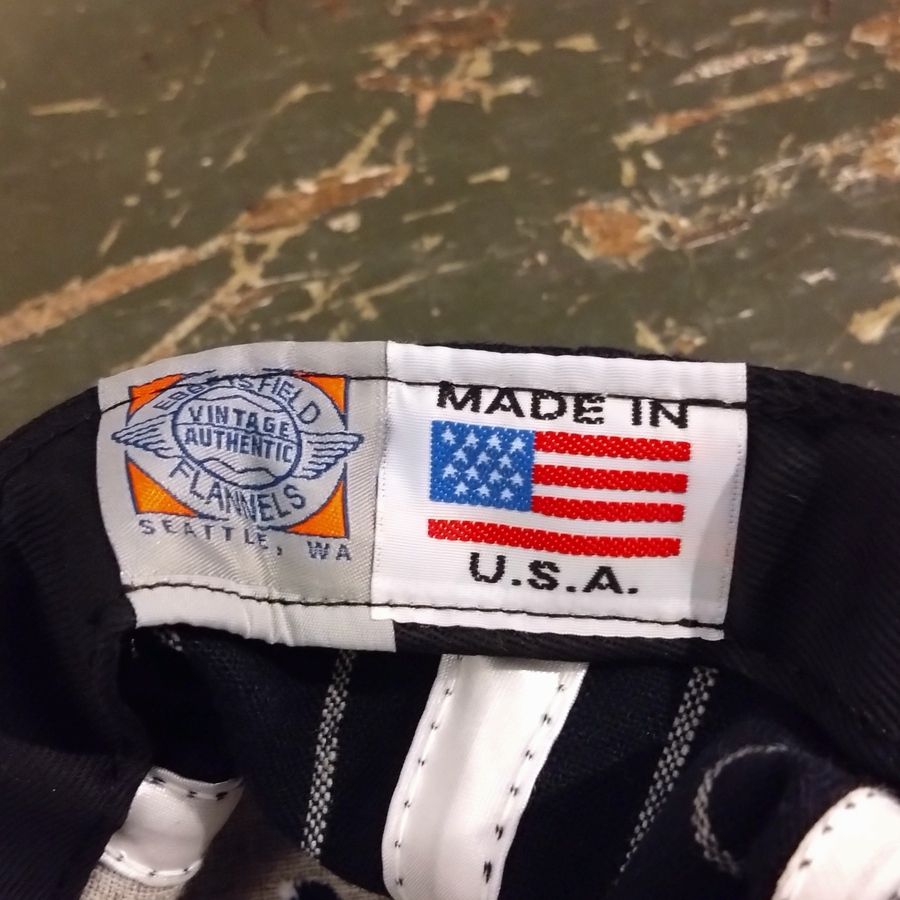 EBBETS FIELD
VINTAGE
AUTHENTIC
FLANNELS
SEATTLE, WA
MADE IN
U.S.A.